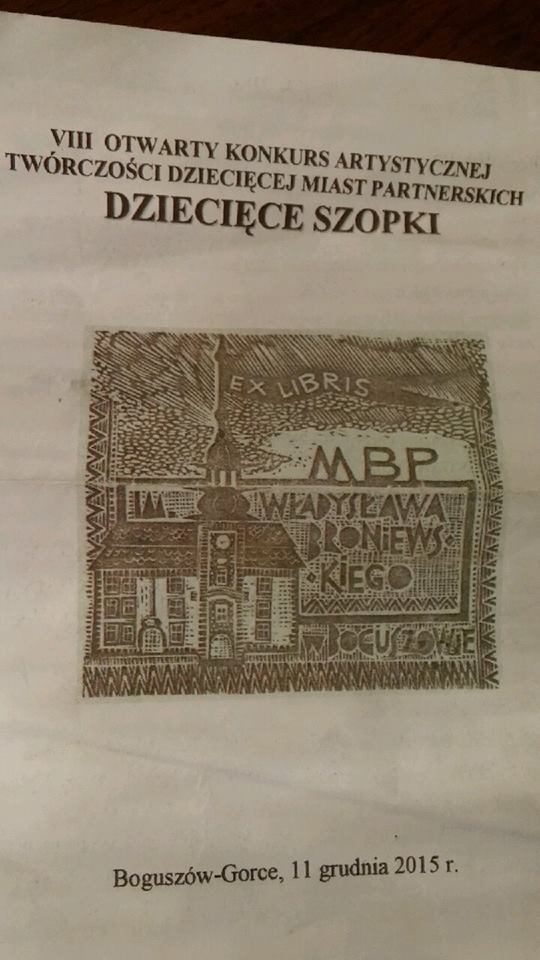 VIII OTWARTY KONKURS ARTYSTYCZNEJ
TWÓRCZOŚCI DZIECIĘCEJ MIAST PARTNERSKICH
DZIECIĘCE SZOPKI
EX LIBRIS
MBP
IM WŁADYSŁAWA
BRONIEWS·
·KIEGO
W BOGUSZOWIE
Boguszów-Gorce, 11 grudnia 2015 r.